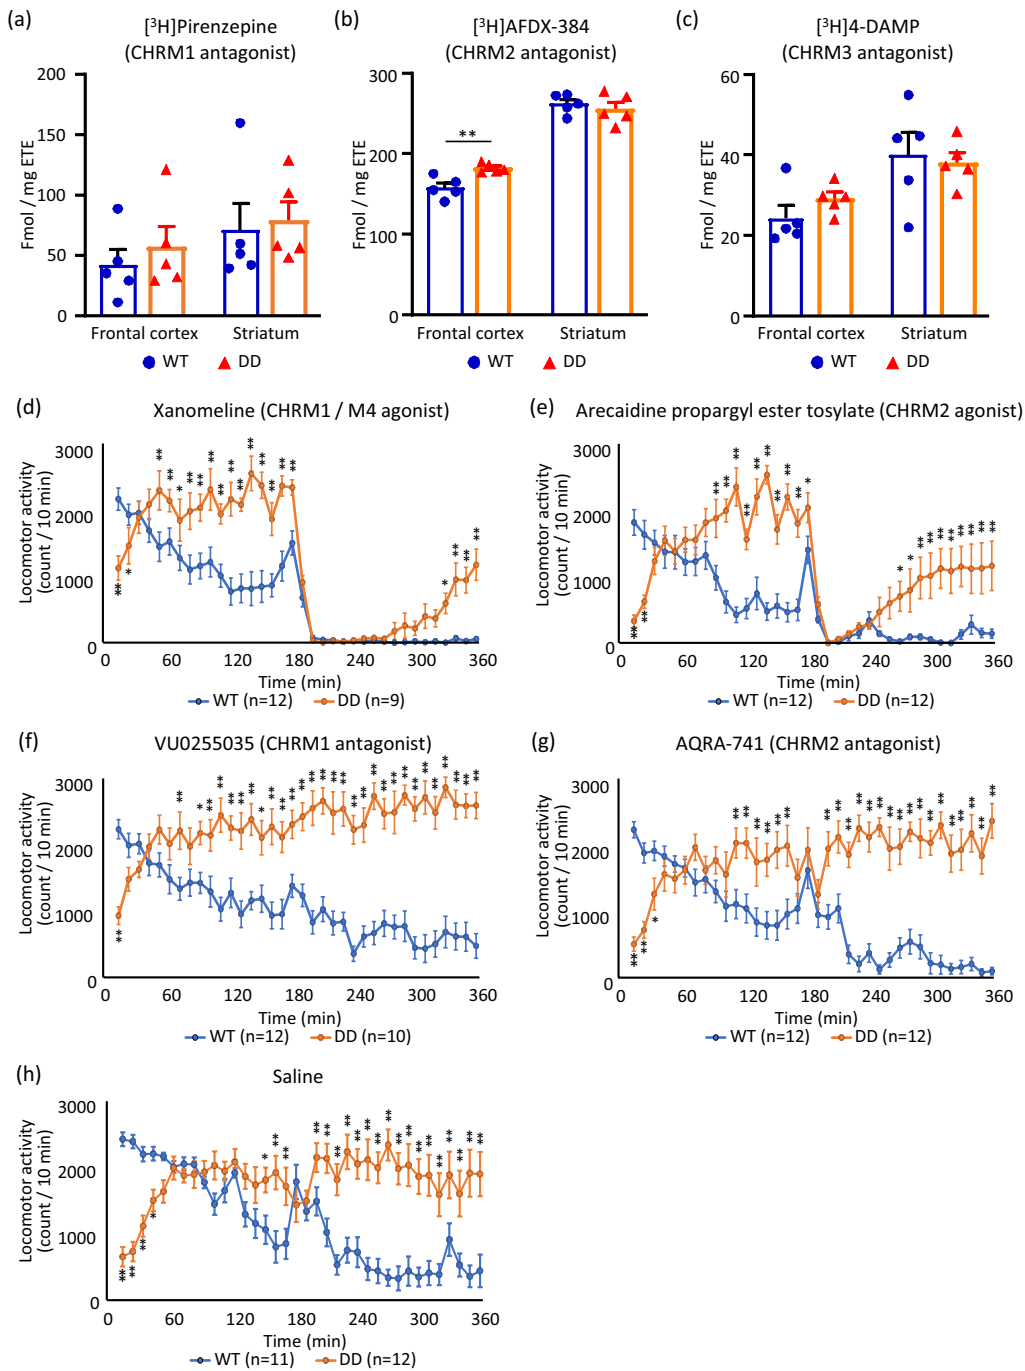 (a)
[³H]Pirenzepine
(CHRM1 antagonist)
Fmol / mg ETE
200
150
100
50
0
Frontal cortex Striatum
WT DD
(b)
[³H]AFDX-384
(CHRM2 antagonist)
Fmol / mg ETE
300
200
100
0
**
Frontal cortex Striatum
WT DD
(c)
[³H]4-DAMP
(CHRM3 antagonist)
Fmol / mg ETE
60
40
20
0
Frontal cortex Striatum
WT DD
(d)
Xanomeline (CHRM1 / M4 agonist)
Locomotor activity
(count / 10 min)
3000
2000
1000
0
0 60 120 180 240 300 360
Time (min)
WT (n=12) DD (n=9)
(e)
Arecaidine propargyl ester tosylate (CHRM2 agonist)
Locomotor activity
(count / 10 min)
3000
2000
1000
0
0 60 120 180 240 300 360
Time (min)
WT (n=12) DD (n=12)
(f)
VU0255035 (CHRM1 antagonist)
Locomotor activity
(count / 10 min)
3000
2000
1000
0
0 60 120 180 240 300 360
Time (min)
WT (n=12) DD (n=10)
(g)
AQRA-741 (CHRM2 antagonist)
Locomotor activity
(count / 10 min)
3000
2000
1000
0
0 60 120 180 240 300 360
Time (min)
WT (n=12) DD (n=12)
(h)
Saline
Locomotor activity
(count / 10 min)
3000
2000
1000
0
0 60 120 180 240 300 360
Time (min)
WT (n=11) DD (n=12)